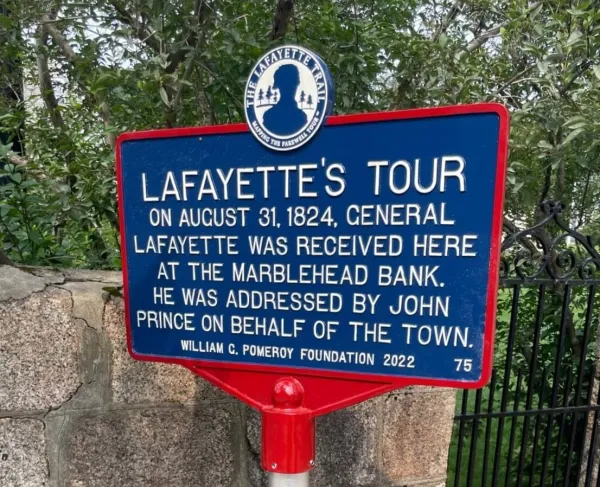 THE LAFAYETTE TRAIL
MAPPING THE FAREWELL TOUR
LAFAYETTE'S TOUR
ON AUGUST 31, 1824, GENERAL
LAFAYETTE WAS RECEIVED HERE
AT THE MARBLEHEAD BANK.
HE WAS ADDRESSED BY JOHN
PRINCE ON BEHALF OF THE TOWN.
WILLIAM G. POMEROY FOUNDATION 2022 75